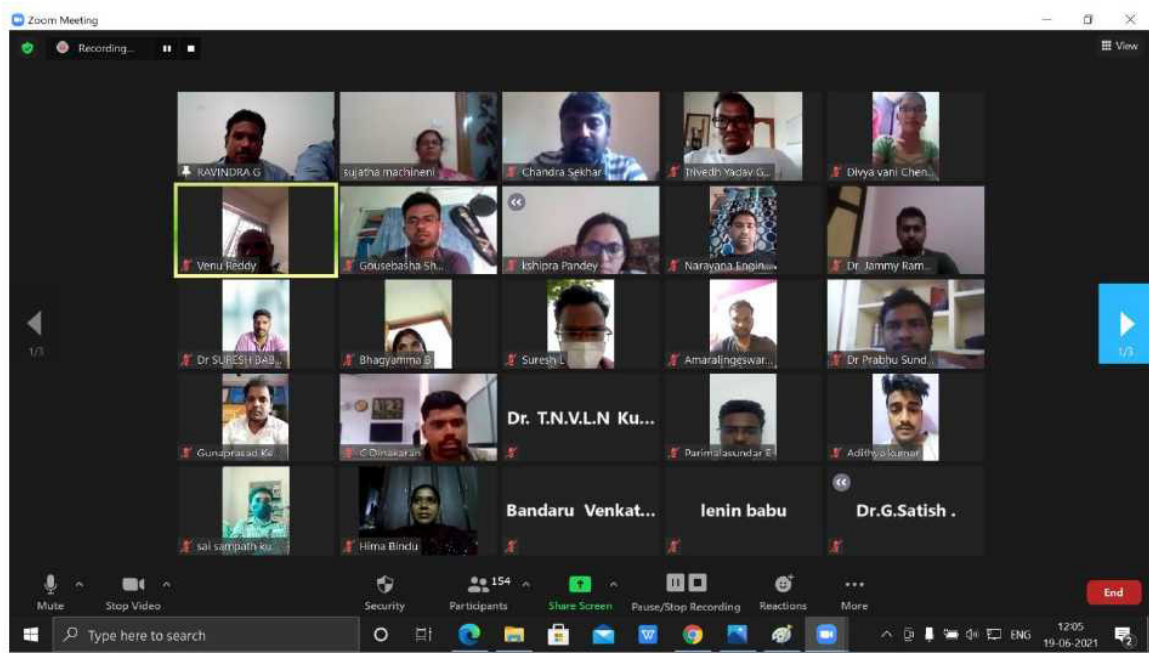 Zoom Meeting
Recording...
View
RAVINDRA G
sujatha machineni
Chandra Sekhar
Trivedh Yadav G...
Divya vani Chen...
Venu Reddy
Gousebasha Sh...
kshipra Pandey
Narayana Engin...
Dr. Jammy Ram...
1/3
1/3
Dr SURESH BAB...
Bhagyamma B
Suresh L
Amaralingeswar...
Dr Prabhu Sund...
Gunaprasad Ke...
C Dinakaran
Dr. T.N.V.L.N Ku...
Parimalasundar E
Adithya kumar
sai sampath ku...
Hima Bindu
Bandaru Venkat...
lenin babu
Dr.G.Satish .
154
Mute
Stop Video
Security
Participants
Share Screen
Pause/Stop Recording
Reactions
More
End
Type here to search
ENG
12:05
19-06-2021
2